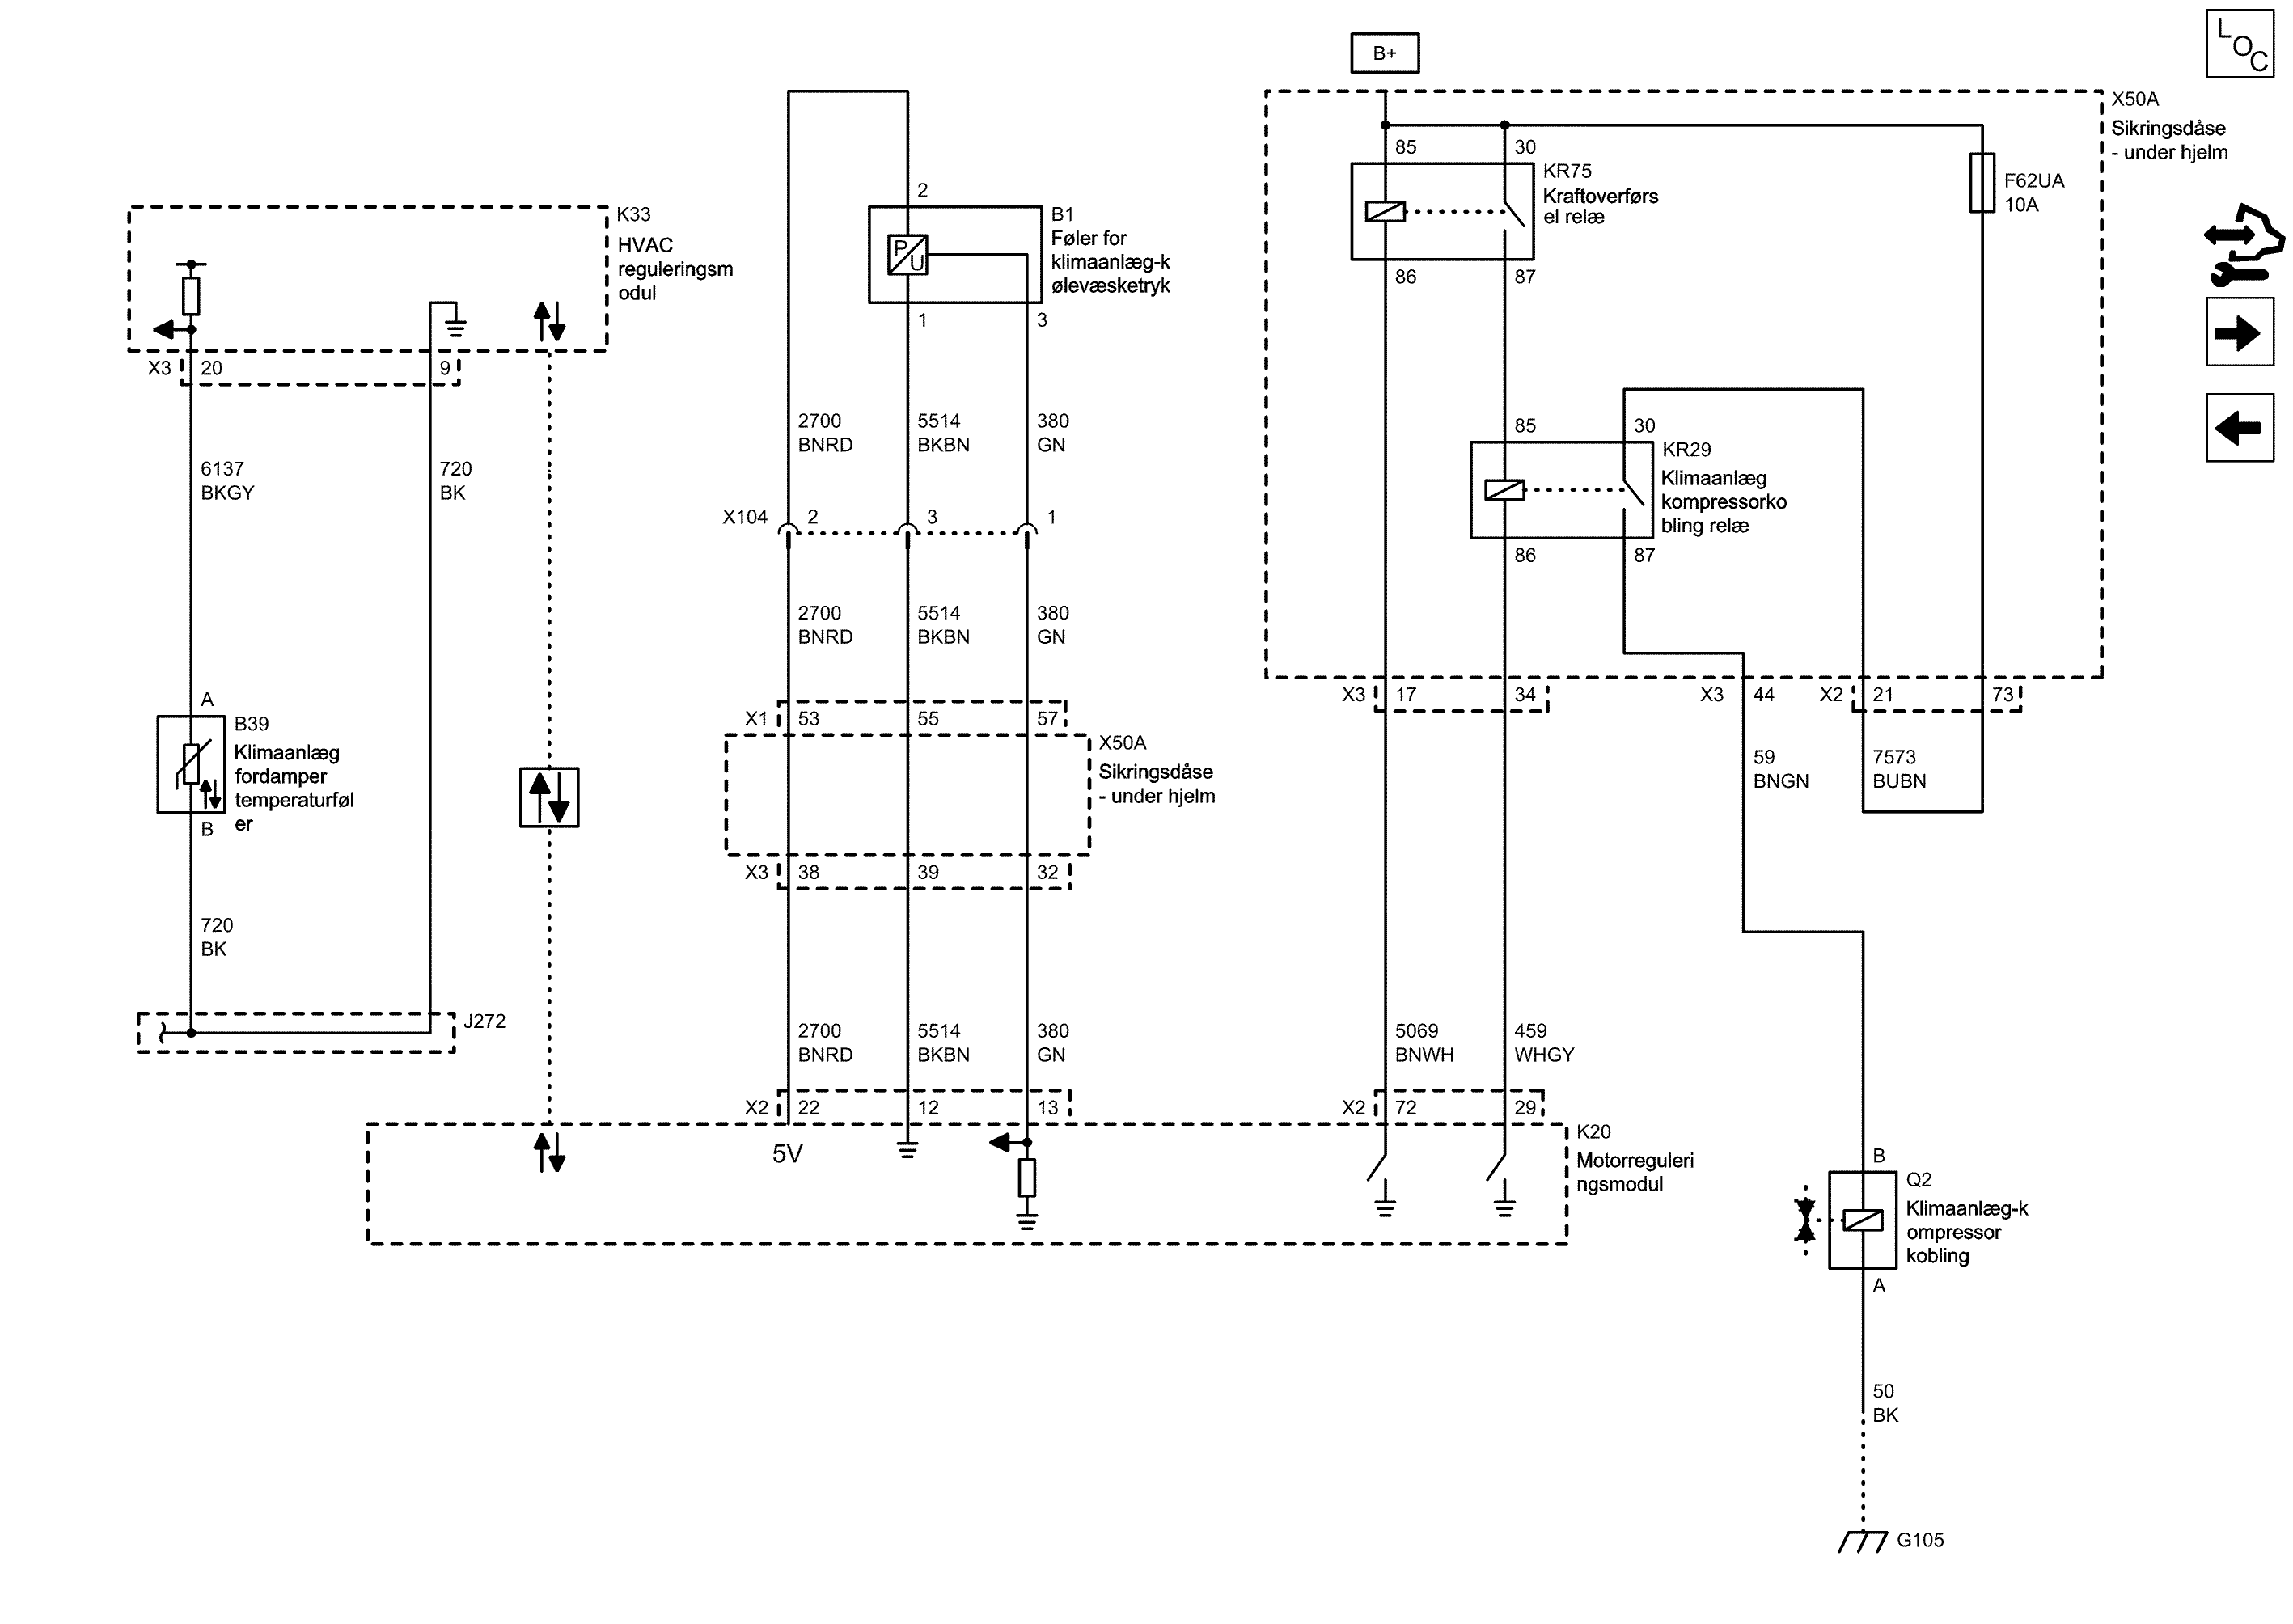 L
O
C
B+
X50A
Sikringsdåse
- under hjelm
85
30
KR75
Kraftoverførs
el relæ
F62UA
10A
86
87
2
B1
Føler for
klimaanlæg-k
ølevæsketryk
P
U
1
3
K33
HVAC
reguleringsm
odul
X3
20
9
2700
BNRD
5514
BKBN
380
GN
85
30
KR29
Klimaanlæg
kompressorko
bling relæ
86
87
6137
BKGY
720
BK
X104
2
3
1
2700
BNRD
5514
BKBN
380
GN
X3
17
34
X3
44
X2
21
73
A
B39
Klimaanlæg
fordamper
temperaturføl
er
B
X1
53
55
57
X50A
Sikringsdåse
- under hjelm
59
BNGN
7573
BUBN
X3
38
39
32
720
BK
J272
2700
BNRD
5514
BKBN
380
GN
5069
BNWH
459
WHGY
X2
22
12
13
X2
72
29
5V
K20
Motorreguleri
ngsmodul
B
Q2
Klimaanlæg-k
ompressor
kobling
A
50
BK
G105